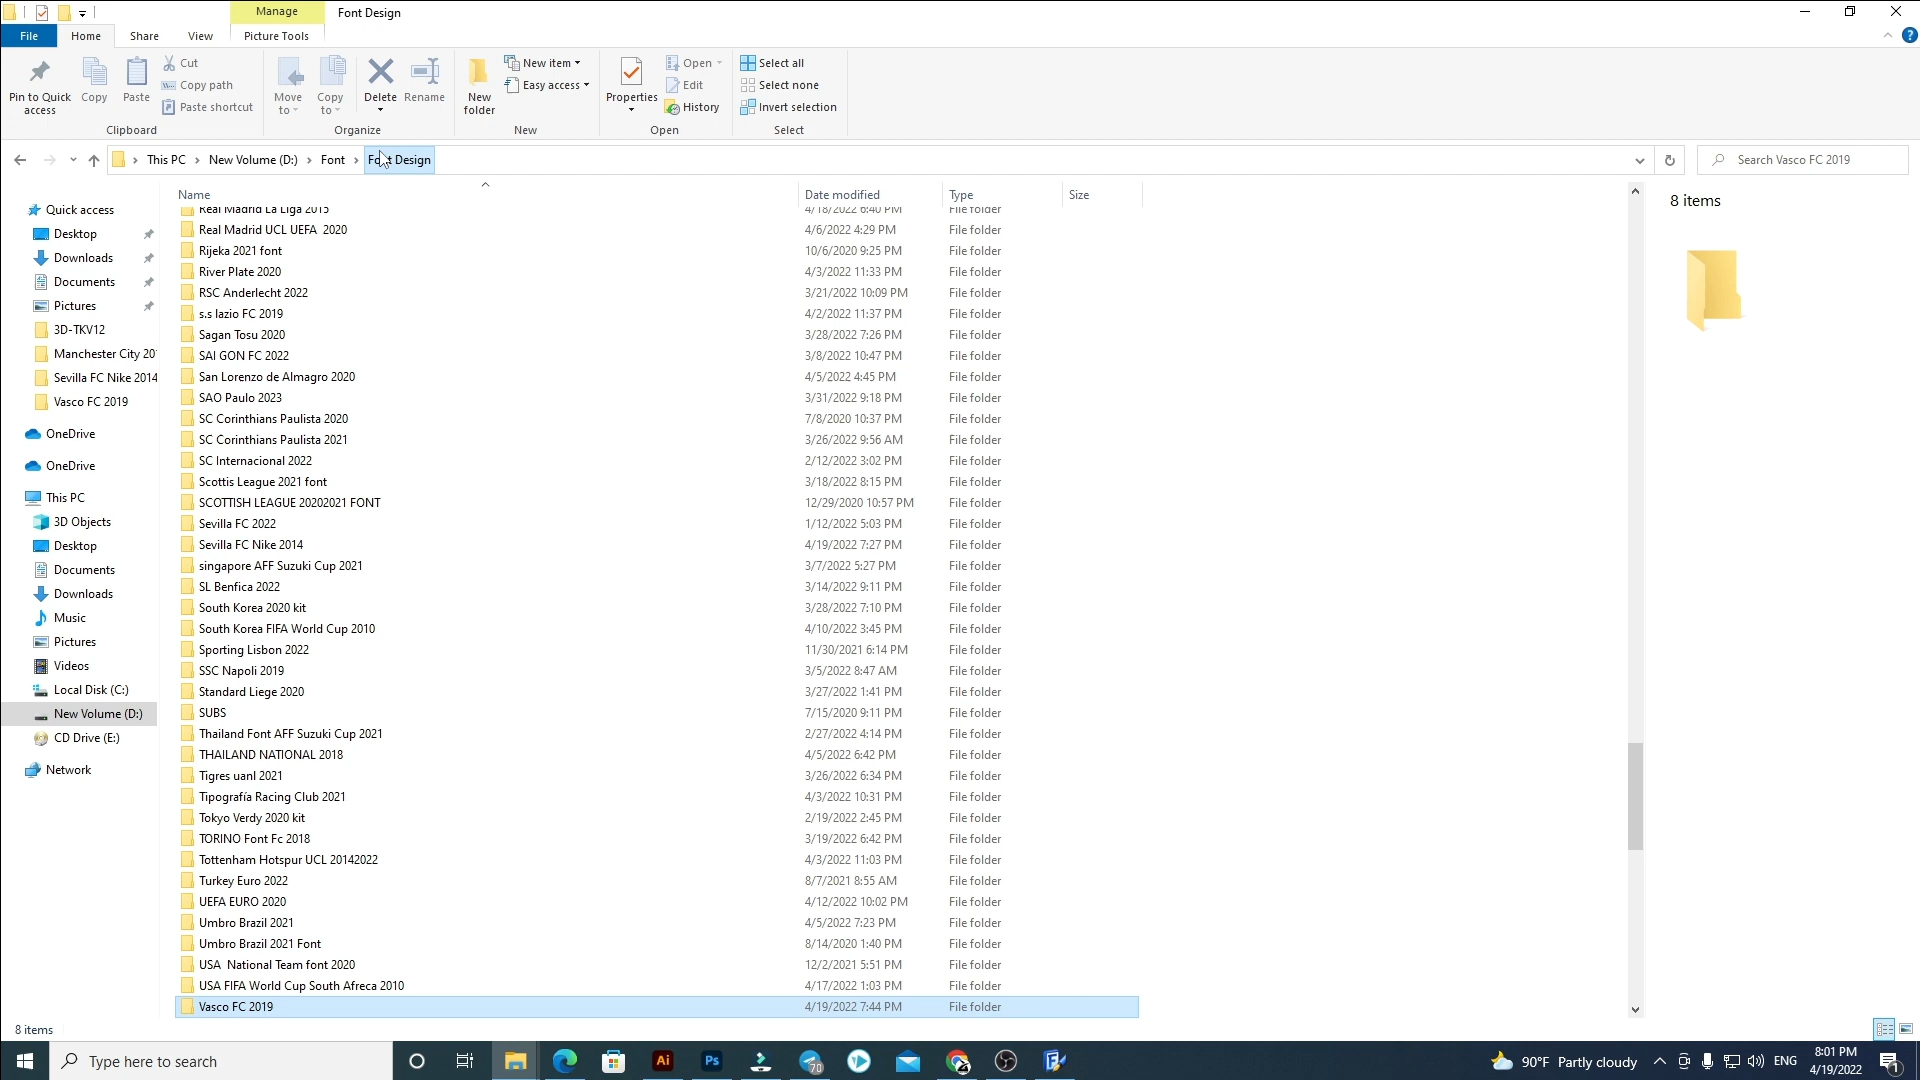 Manage
Font Design
File
Home
Share
View
Picture Tools
Pin to Quick access
Copy
Paste
Cut
Copy path
Paste shortcut
Clipboard
Move to
Copy to
Delete
Rename
Organize
New folder
New item
Easy access
New
Properties
Open
Edit
History
Open
Select all
Select none
Invert selection
Select
This PC
New Volume (D:)
Font
Font Design
Search Vasco FC 2019
Name
Date modified
Type
Size
8 items
Quick access
Desktop
Downloads
Documents
Pictures
3D-TKV12
Manchester City 20
Sevilla FC Nike 2014
Vasco FC 2019
OneDrive
OneDrive
This PC
3D Objects
Desktop
Documents
Downloads
Music
Pictures
Videos
Local Disk (C:)
New Volume (D:)
CD Drive (E:)
Network
Real Madrid La Liga 2015 4/18/2022 6:40 PM File folder
Real Madrid UCL UEFA  2020 4/6/2022 4:29 PM File folder
Rijeka 2021 font 10/6/2020 9:25 PM File folder
River Plate 2020 4/3/2022 11:33 PM File folder
RSC Anderlecht 2022 3/21/2022 10:09 PM File folder
s.s lazio FC 2019 4/2/2022 11:37 PM File folder
Sagan Tosu 2020 3/28/2022 7:26 PM File folder
SAI GON FC 2022 3/8/2022 10:47 PM File folder
San Lorenzo de Almagro 2020 4/5/2022 4:45 PM File folder
SAO Paulo 2023 3/31/2022 9:18 PM File folder
SC Corinthians Paulista 2020 7/8/2020 10:37 PM File folder
SC Corinthians Paulista 2021 3/26/2022 9:56 AM File folder
SC Internacional 2022 2/12/2022 3:02 PM File folder
Scottis League 2021 font 3/18/2022 8:15 PM File folder
SCOTTISH LEAGUE 20202021 FONT 12/29/2020 10:57 PM File folder
Sevilla FC 2022 1/12/2022 5:03 PM File folder
Sevilla FC Nike 2014 4/19/2022 7:27 PM File folder
singapore AFF Suzuki Cup 2021 3/7/2022 5:27 PM File folder
SL Benfica 2022 3/14/2022 9:11 PM File folder
South Korea 2020 kit 3/28/2022 7:10 PM File folder
South Korea FIFA World Cup 2010 4/10/2022 3:45 PM File folder
Sporting Lisbon 2022 11/30/2021 6:14 PM File folder
SSC Napoli 2019 3/5/2022 8:47 AM File folder
Standard Liege 2020 3/27/2022 1:41 PM File folder
SUBS 7/15/2020 9:11 PM File folder
Thailand Font AFF Suzuki Cup 2021 2/27/2022 4:14 PM File folder
THAILAND NATIONAL 2018 4/5/2022 6:42 PM File folder
Tigres uanl 2021 3/26/2022 6:34 PM File folder
Tipografía Racing Club 2021 4/3/2022 10:31 PM File folder
Tokyo Verdy 2020 kit 2/19/2022 2:45 PM File folder
TORINO Font Fc 2018 3/19/2022 6:42 PM File folder
Tottenham Hotspur UCL 20142022 4/3/2022 11:03 PM File folder
Turkey Euro 2022 8/7/2021 8:55 AM File folder
UEFA EURO 2020 4/12/2022 10:02 PM File folder
Umbro Brazil 2021 4/5/2022 7:23 PM File folder
Umbro Brazil 2021 Font 8/14/2020 1:40 PM File folder
USA  National Team font 2020 12/2/2021 5:51 PM File folder
USA FIFA World Cup South Afreca 2010 4/17/2022 1:03 PM File folder
Vasco FC 2019 4/19/2022 7:44 PM File folder
8 items
Type here to search
Ai
Ps
70
90°F Partly cloudy
ENG
8:01 PM
4/19/2022
1